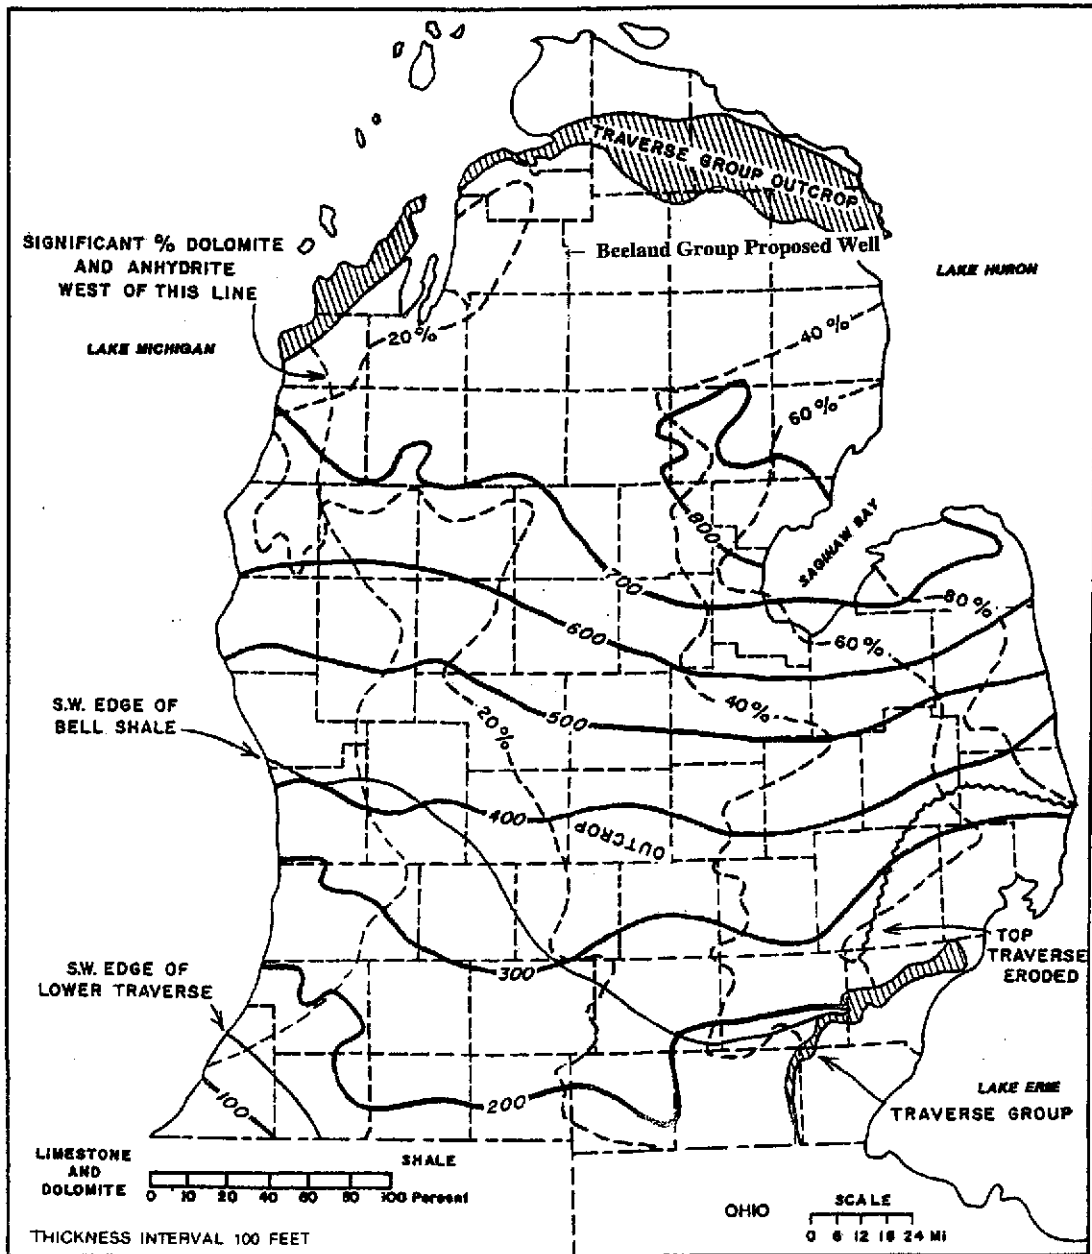 TRAVERSE GROUP OUTCROP
Beeland Group Proposed Well
SIGNIFICANT % DOLOMITE
AND ANHYDRITE
WEST OF THIS LINE
LAKE HURON
LAKE MICHIGAN
20%
40%
60%
800
SAGINAW BAY
700
80%
600
60%
S.W. EDGE OF
BELL SHALE
500
40%
20%
400
OUTCROP
TOP
TRAVERSE
ERODED
300
S.W. EDGE OF
LOWER TRAVERSE
LAKE ERIE
TRAVERSE GROUP
200
100
LIMESTONE
AND
DOLOMITE
SHALE
0 10 20 40 60 80 100 Percent
OHIO
SCALE
0 6 12 18 24 MI
THICKNESS INTERVAL 100 FEET